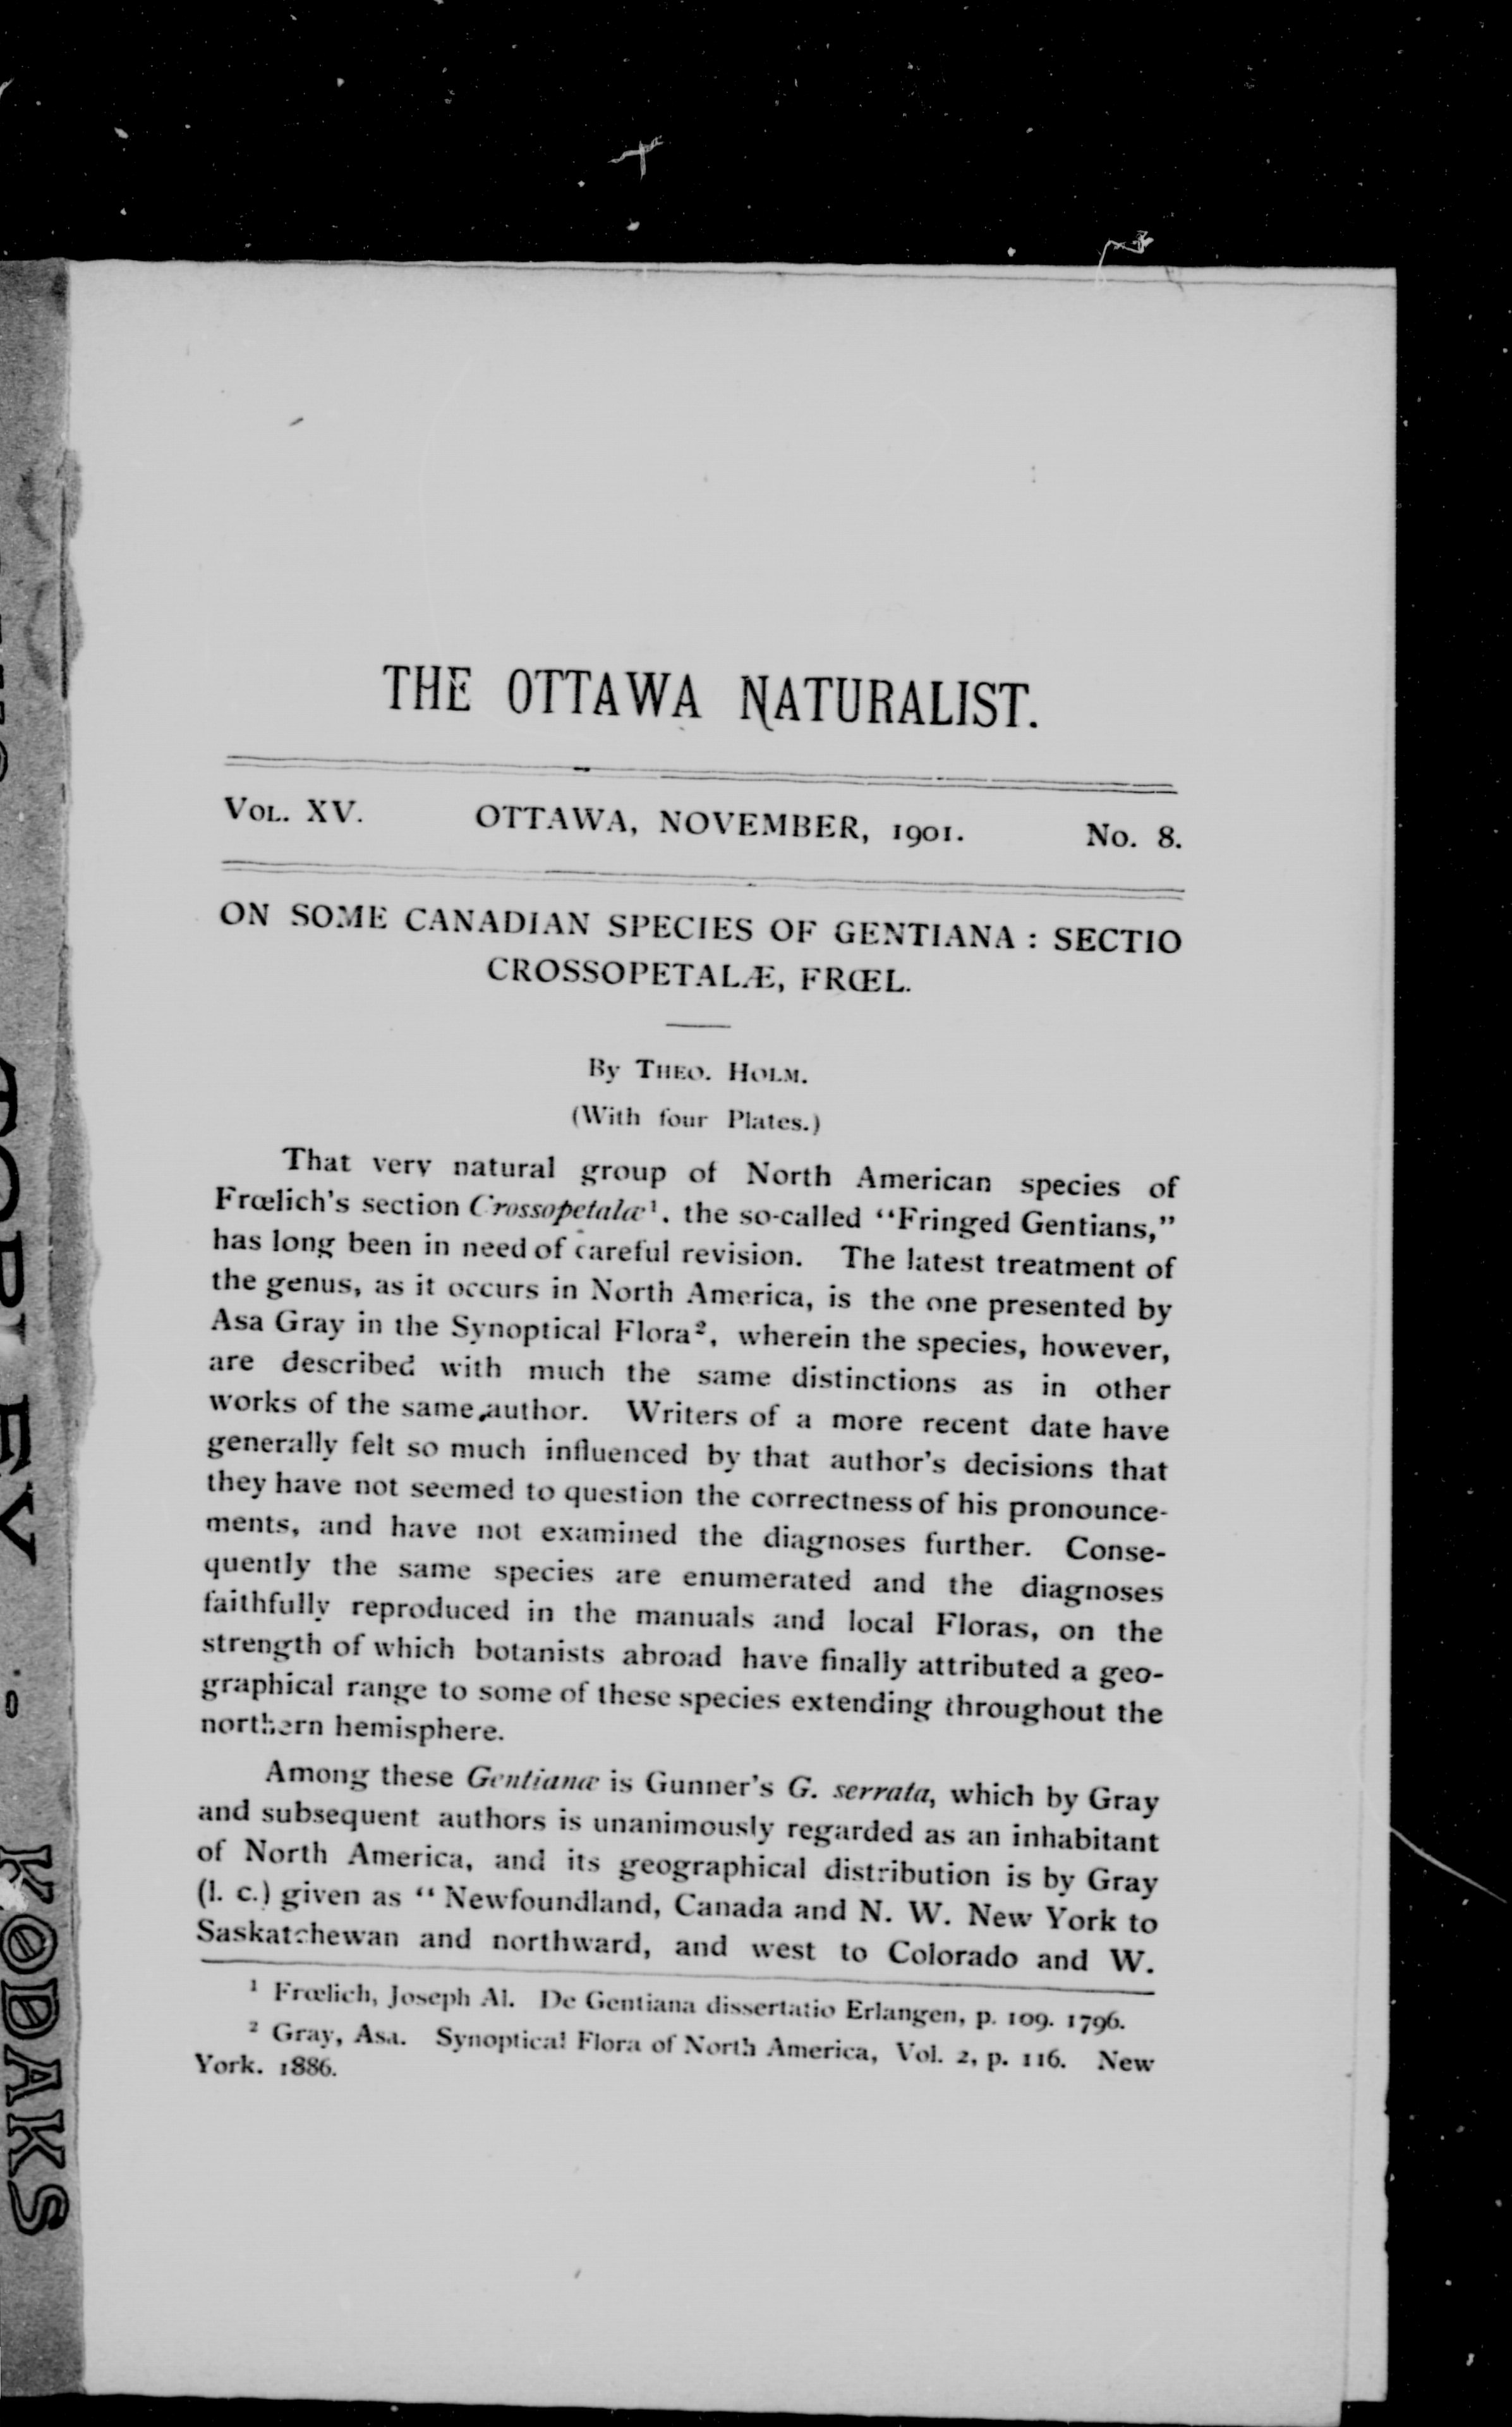 THE OTTAWA NATURALIST.
VOL. XV. OTTAWA, NOVEMBER, 1901. No. 8.
ON SOME CANADIAN SPECIES OF GENTIANA : SECTIO
CROSSOPETALÆ, FRŒL.
By THEO. HOLM.
(With four Plates.)
That very natural group of North American species of
Frœlich's section Crossopetalæ¹, the so-called "Fringed Gentians,"
has long been in need of careful revision. The latest treatment of
the genus, as it occurs in North America, is the one presented by
Asa Gray in the Synoptical Flora², wherein the species, however,
are described with much the same distinctions as in other
works of the same author. Writers of a more recent date have
generally felt so much influenced by that author's decisions that
they have not seemed to question the correctness of his pronounce-
ments, and have not examined the diagnoses further. Conse-
quently the same species are enumerated and the diagnoses
faithfully reproduced in the manuals and local Floras, on the
strength of which botanists abroad have finally attributed a geo-
graphical range to some of these species extending throughout the
northern hemisphere.
Among these Gentianæ is Gunner's G. serrata, which by Gray
and subsequent authors is unanimously regarded as an inhabitant
of North America, and its geographical distribution is by Gray
(l. c.) given as " Newfoundland, Canada and N. W. New York to
Saskatchewan and northward, and west to Colorado and W.
¹ Frœlich, Joseph Al. De Gentiana dissertatio Erlangen, p. 109. 1796.
² Gray, Asa. Synoptical Flora of North America, Vol. 2, p. 116. New
York. 1886.
KODAKS